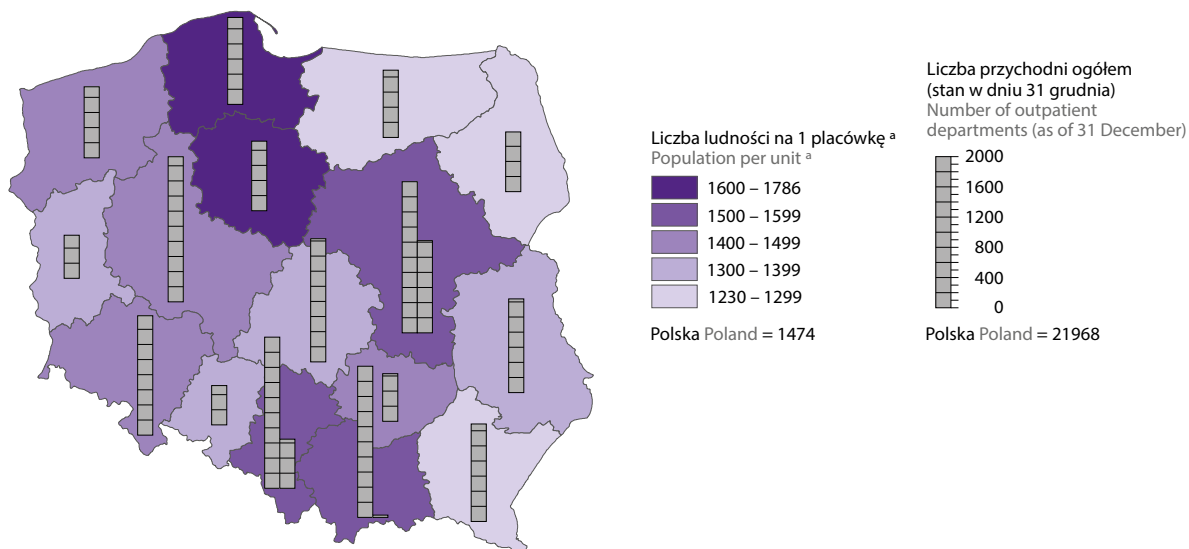 Liczba ludności na 1 placówkę a
Population per unit a
1600 – 1786
1500 – 1599
1400 – 1499
1300 – 1399
1230 – 1299
Polska Poland = 1474
Liczba przychodni ogółem
(stan w dniu 31 grudnia)
Number of outpatient
departments (as of 31 December)
2000
1600
1200
800
400
0
Polska Poland = 21968